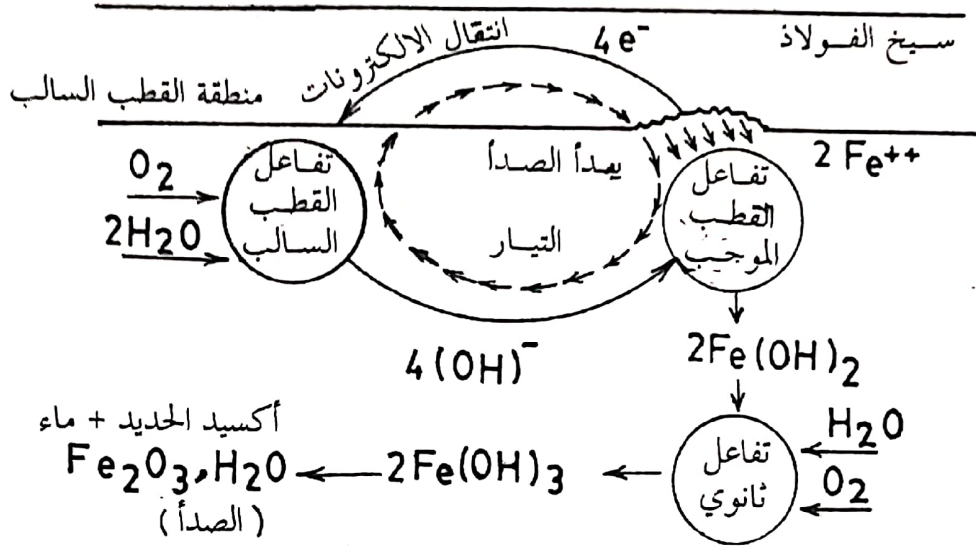 انتقال الالكترونات
4e⁻
سيخ الفولاذ
منطقة القطب السالب
2 Fe⁺⁺
O₂
2H₂O
تفاعل
القطب
السالب
يبدأ الصدأ
التيار
تفاعل
القطب
الموجب
4(OH)⁻
2Fe(OH)₂
H₂O
O₂
تفاعل
ثانوي
2Fe(OH)₃
أكسيد الحديد + ماء
Fe₂O₃,H₂O
(الصدأ)